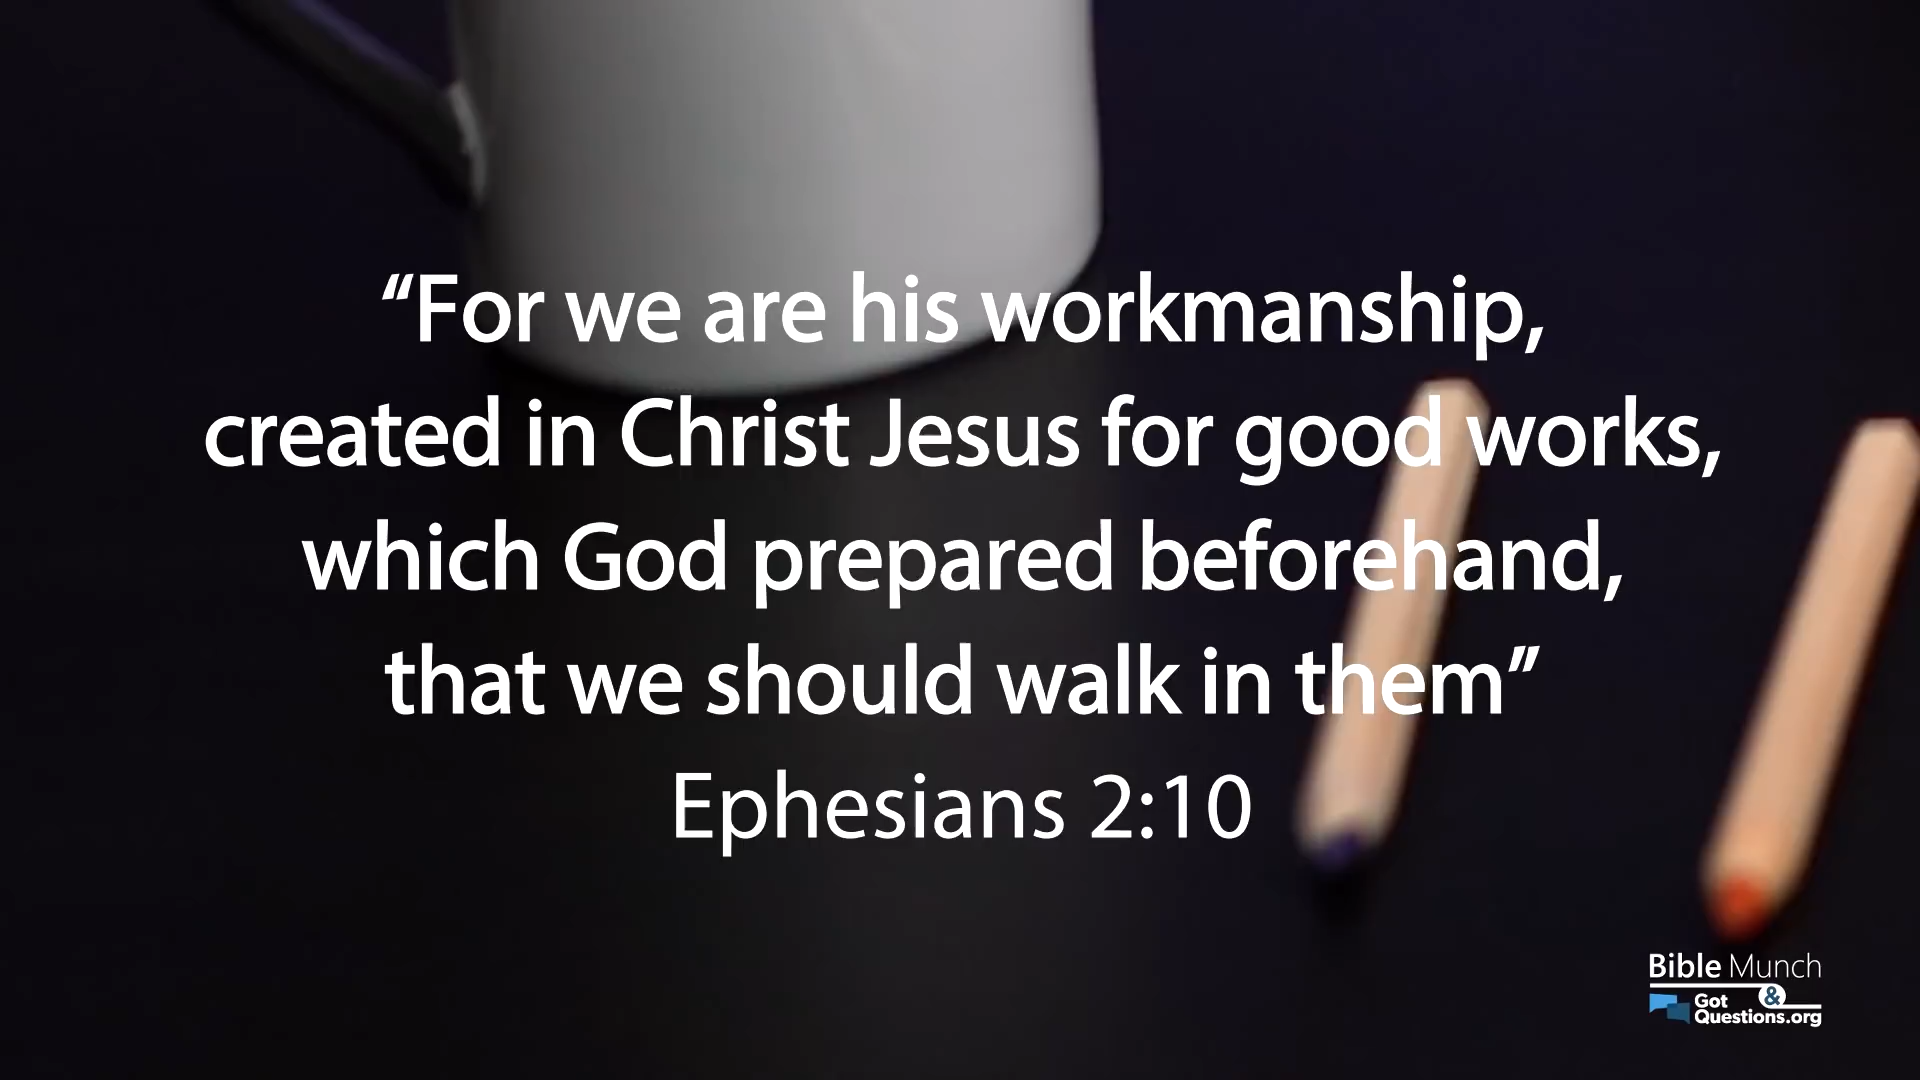 “For we are his workmanship,
created in Christ Jesus for good works,
which God prepared beforehand,
that we should walk in them”
Ephesians 2:10
Bible Munch
&
Got
Questions.org